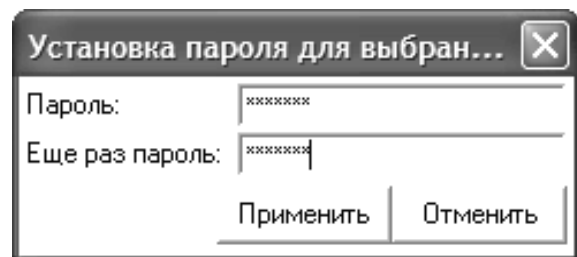 Установка пароля для выбран...
Пароль: *******
Еще раз пароль: *******
Применить Отменить